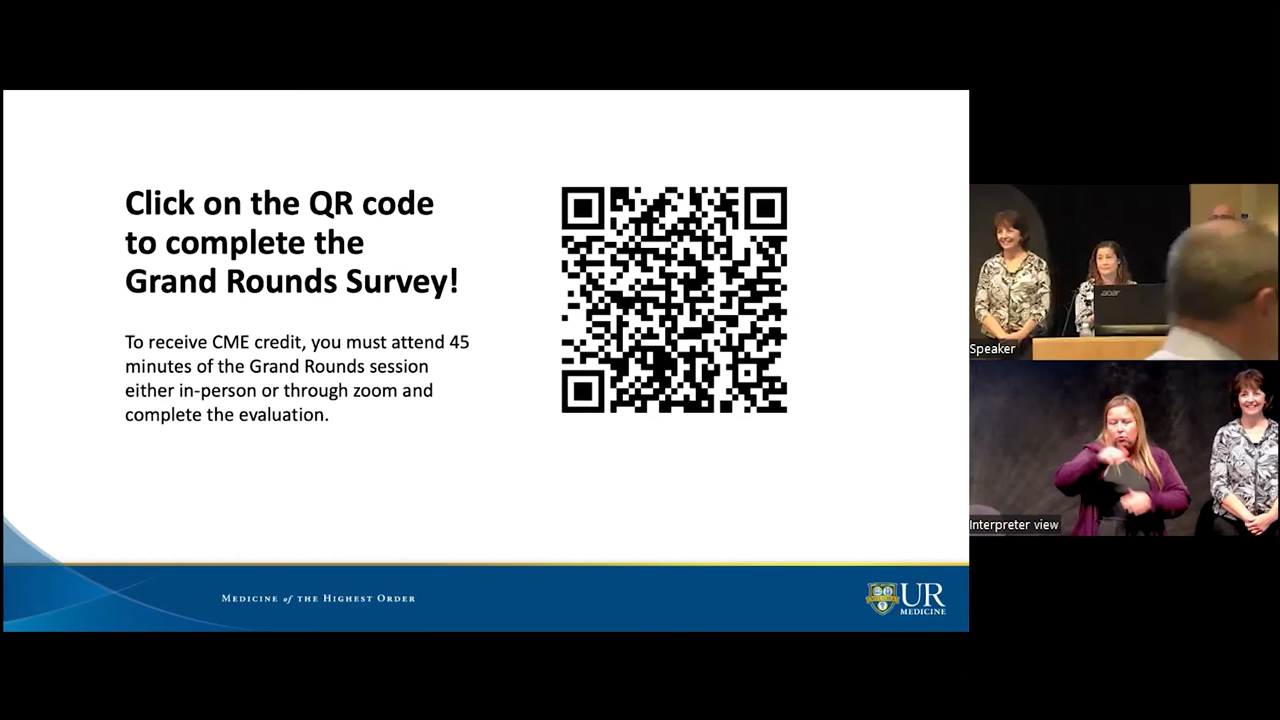 Click on the QR code
to complete the
Grand Rounds Survey!
To receive CME credit, you must attend 45
minutes of the Grand Rounds session
either in-person or through zoom and
complete the evaluation.
MEDICINE of THE HIGHEST ORDER
UR
MEDICINE
acer
Speaker
Interpreter view